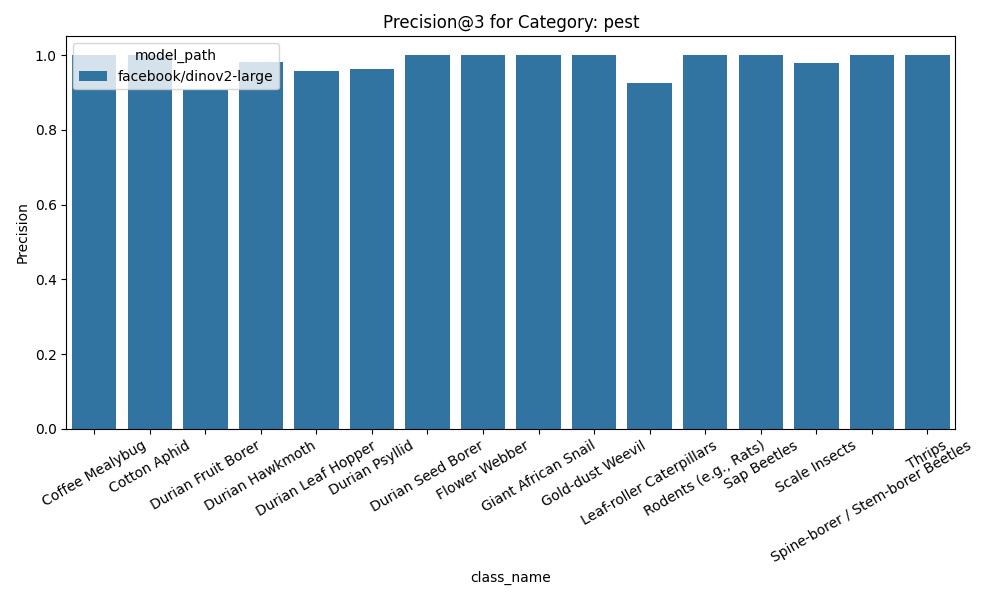 Precision@3 for Category: pest
model_path
facebook/dinov2-large
Precision
1.0
0.8
0.6
0.4
0.2
0.0
Coffee Mealybug
Cotton Aphid
Durian Fruit Borer
Durian Hawkmoth
Durian Leaf Hopper
Durian Psyllid
Durian Seed Borer
Flower Webber
Giant African Snail
Gold-dust Weevil
Leaf-roller Caterpillars
Rodents (e.g., Rats)
Sap Beetles
Scale Insects
Spine-borer / Stem-borer Beetles
Thrips
class_name